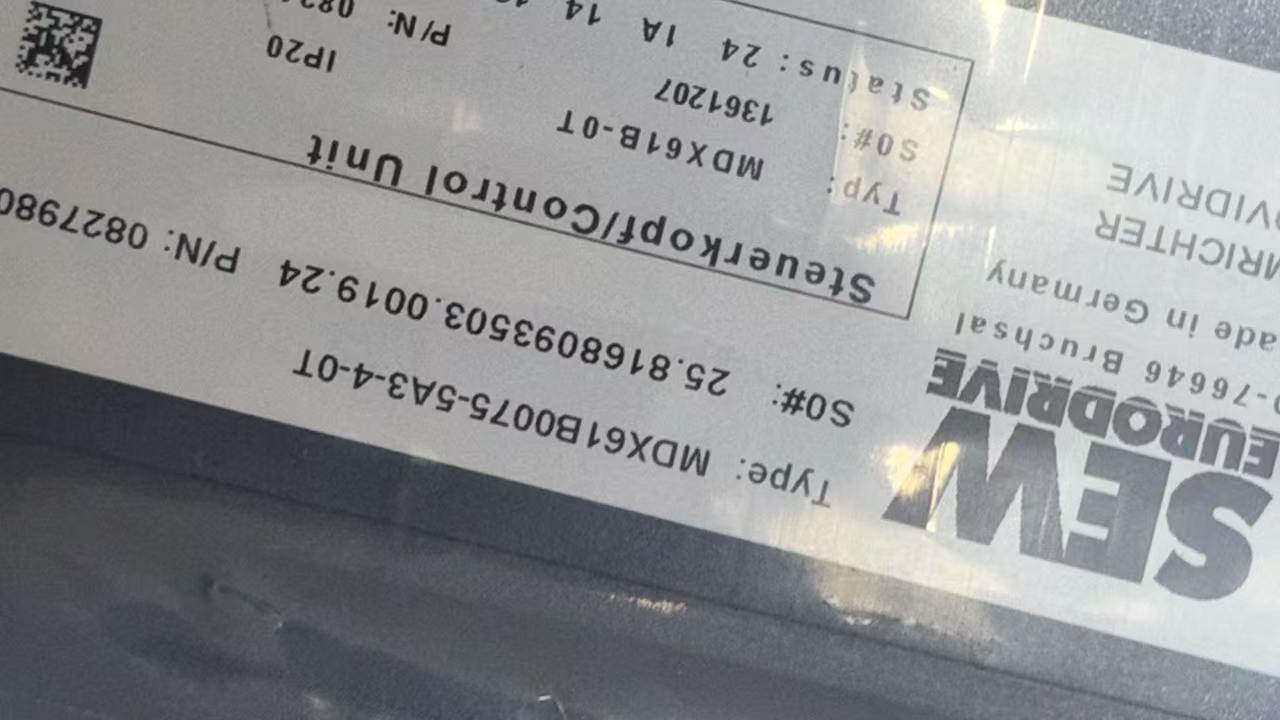 SEW
EURODRIVE
D-76646 Bruchsal
ade in Germany
MRICHTER
VIDRIVE
Type: MDX61B0075-5A3-4-0T
S0#: 25.8168093503.0019.24 P/N: 0827980
Steuerkopf/Control Unit
Typ: MDX61B-0T IP20
S0#: 1361207 P/N:
Status: 24 1A 14